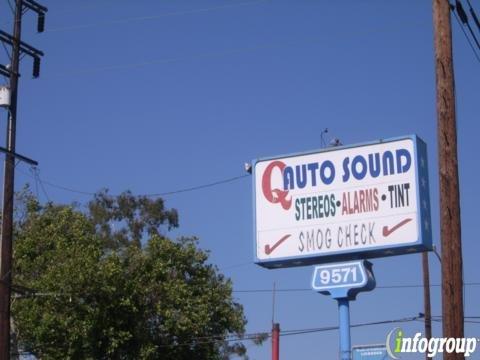 Q AUTO SOUND
STEREOS•ALARMS•TINT
SMOG CHECK
9571
infogroup